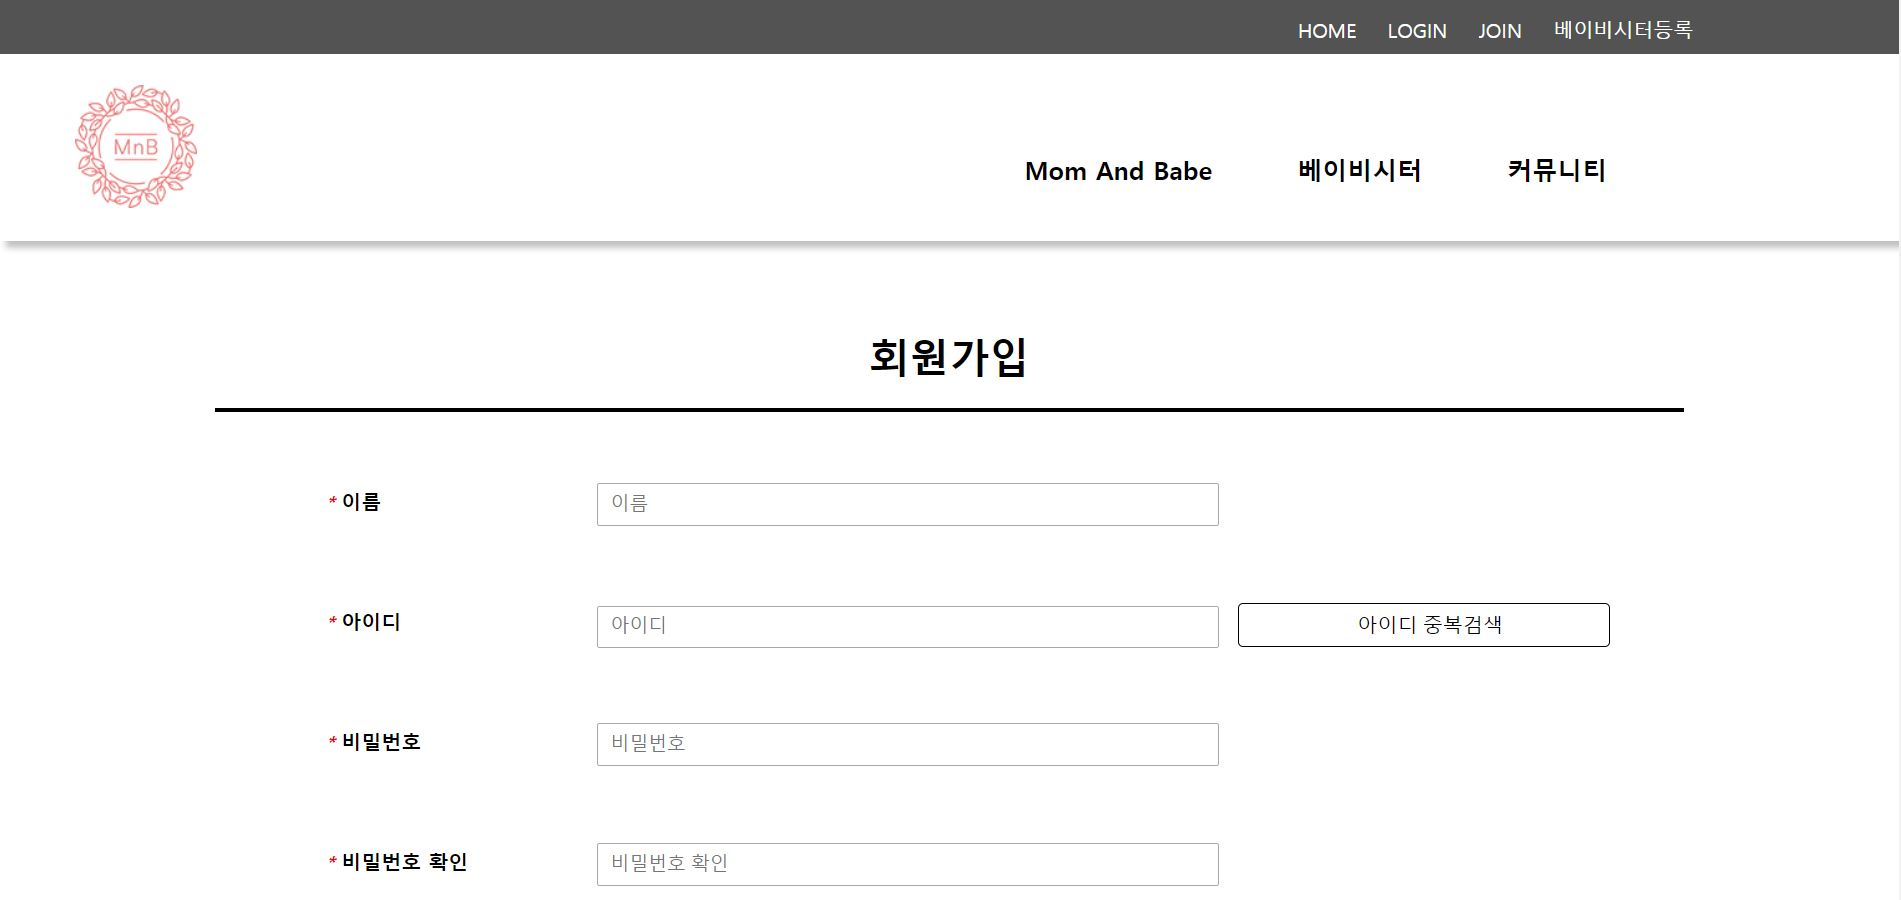 HOME LOGIN JOIN 베이비시터등록
MnB
Mom And Babe 베이비시터 커뮤니티
회원가입
* 이름 이름
* 아이디 아이디 아이디 중복검색
* 비밀번호 비밀번호
* 비밀번호 확인 비밀번호 확인